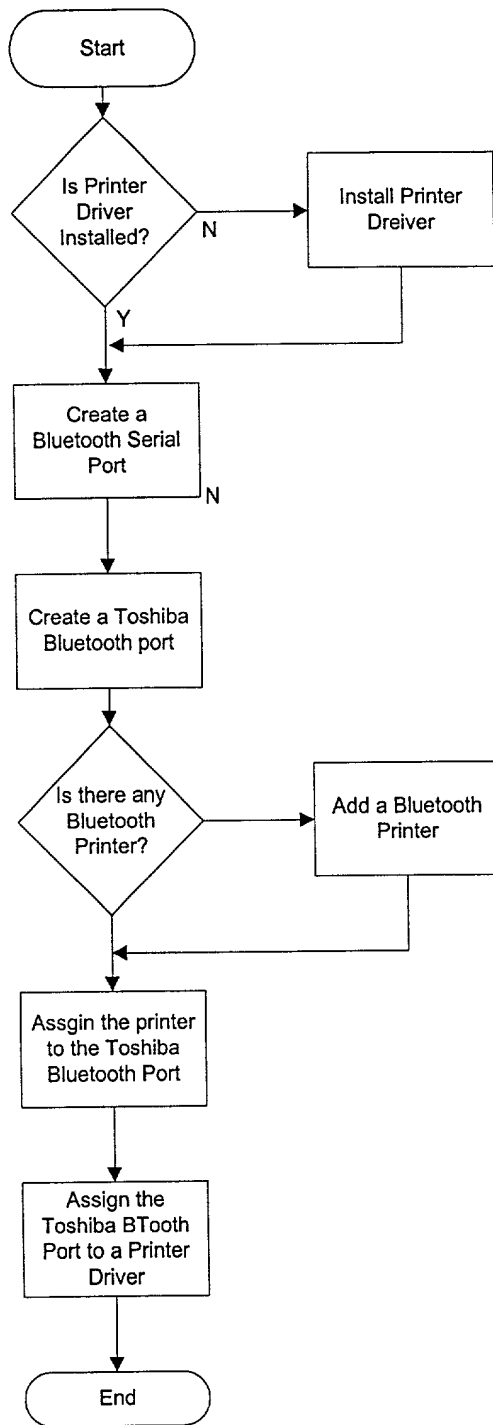 Start
Is Printer
Driver
Installed?
N
Install Printer
Dreiver
Y
Create a
Bluetooth Serial
Port
N
Create a Toshiba
Bluetooth port
Is there any
Bluetooth
Printer?
Add a Bluetooth
Printer
Assgin the printer
to the Toshiba
Bluetooth Port
Assign the
Toshiba BTooth
Port to a Printer
Driver
End